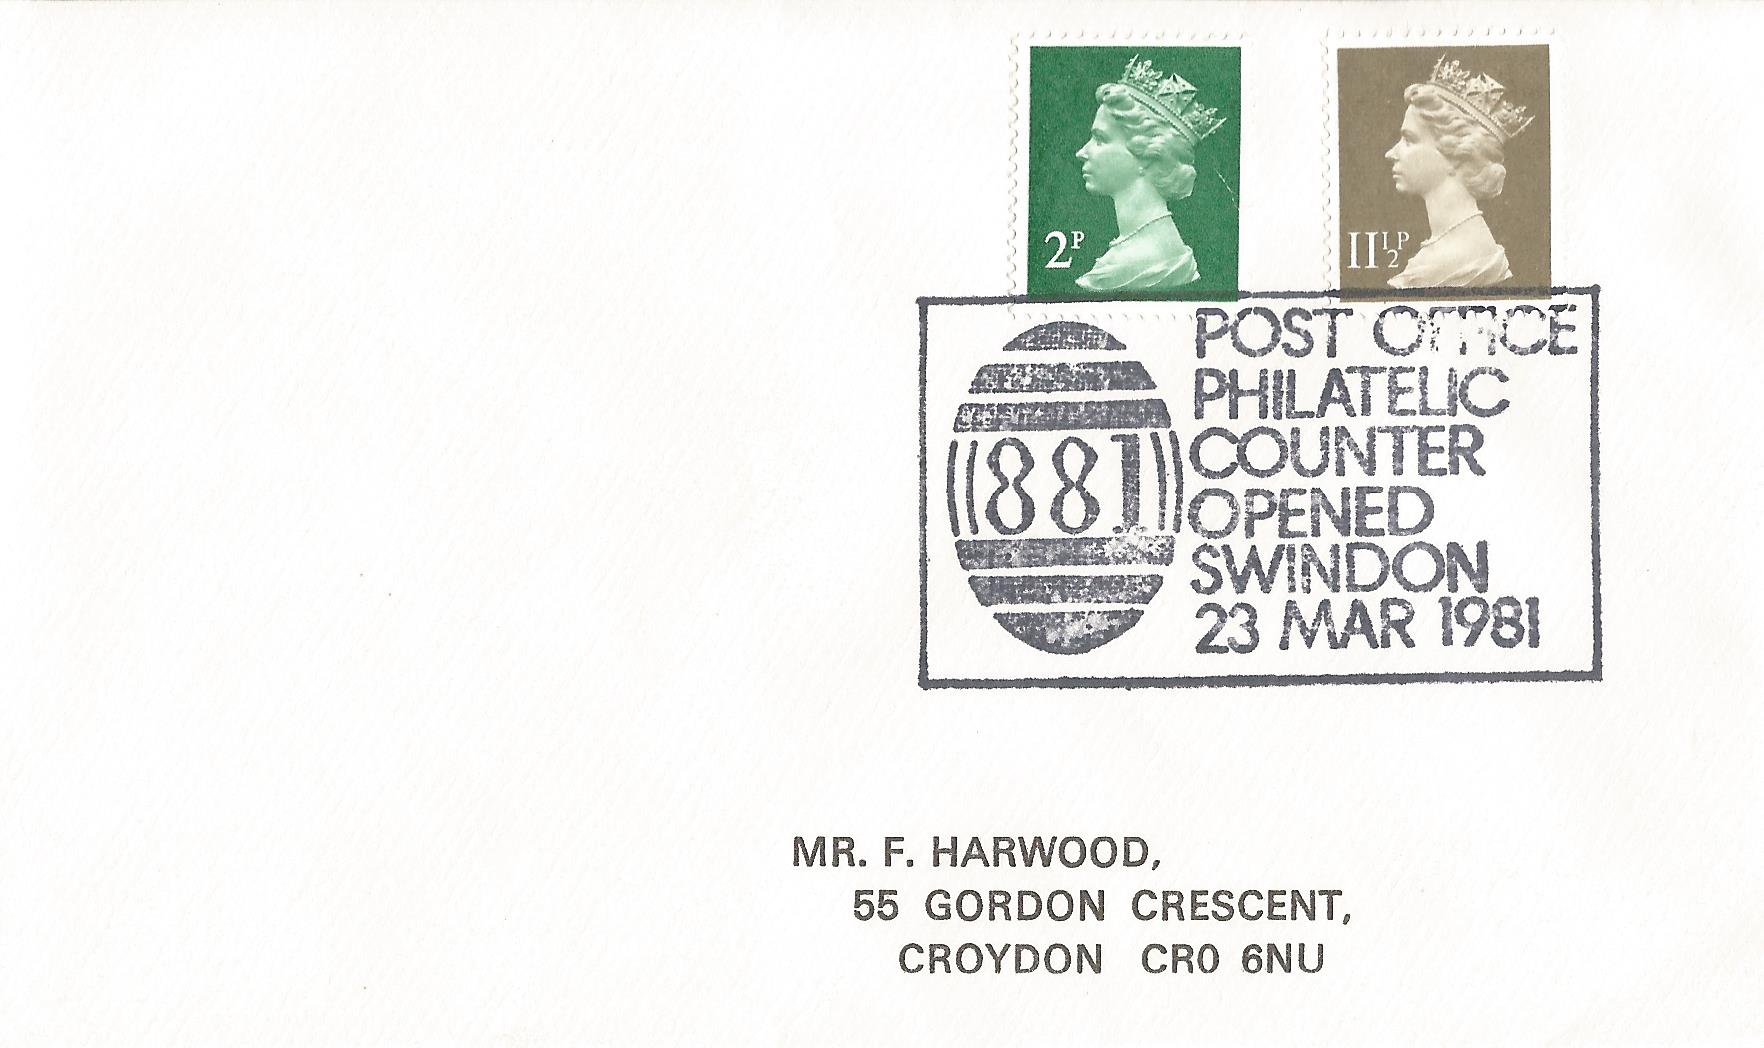 2P
11½P
POST OFFICE
PHILATELIC
COUNTER
OPENED
SWINDON
23 MAR 1981
881
MR. F. HARWOOD,
55 GORDON CRESCENT,
CROYDON CR0 6NU